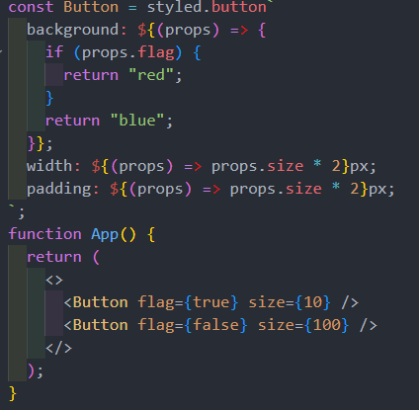 const Button = styled.button`
  background: ${(props) => {
    if (props.flag) {
      return "red";
    }
    return "blue";
  }};
  width: ${(props) => props.size * 2}px;
  padding: ${(props) => props.size * 2}px;
`;
function App() {
  return (
    <>
      <Button flag={true} size={10} />
      <Button flag={false} size={100} />
    </>
  );
}